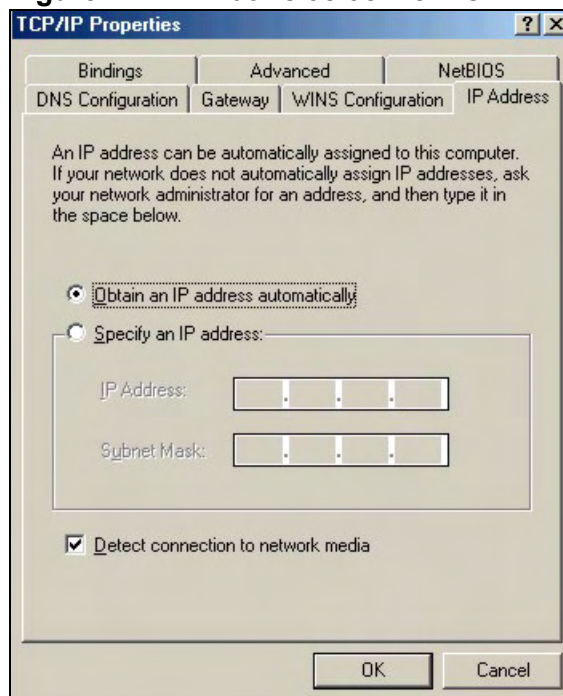 TCP/IP Properties
Bindings Advanced NetBIOS
DNS Configuration Gateway WINS Configuration IP Address
An IP address can be automatically assigned to this computer.
If your network does not automatically assign IP addresses, ask
your network administrator for an address, and then type it in
the space below.
Obtain an IP address automatically
Specify an IP address:
IP Address:
Subnet Mask:
Detect connection to network media
OK Cancel